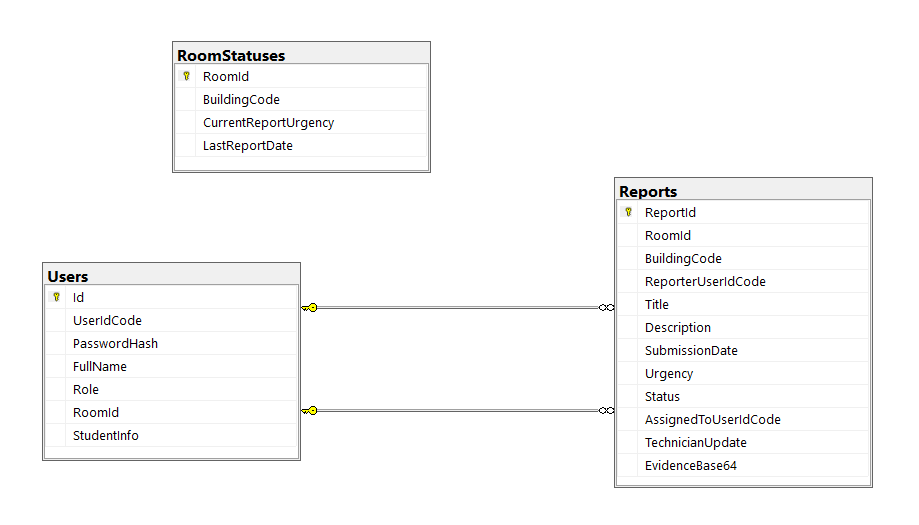 RoomStatuses
RoomId
BuildingCode
CurrentReportUrgency
LastReportDate
Reports
ReportId
RoomId
BuildingCode
ReporterUserIdCode
Title
Description
SubmissionDate
Urgency
Status
AssignedToUserIdCode
TechnicianUpdate
EvidenceBase64
Users
Id
UserIdCode
PasswordHash
FullName
Role
RoomId
StudentInfo